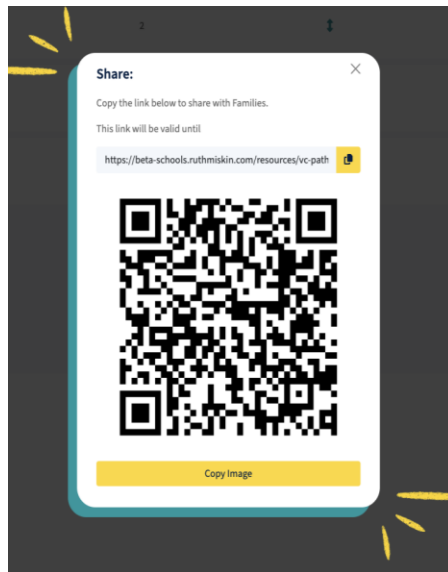 2
Share:
Copy the link below to share with Families.
This link will be valid until
https://beta-schools.ruthmiskin.com/resources/vc-path
Copy Image